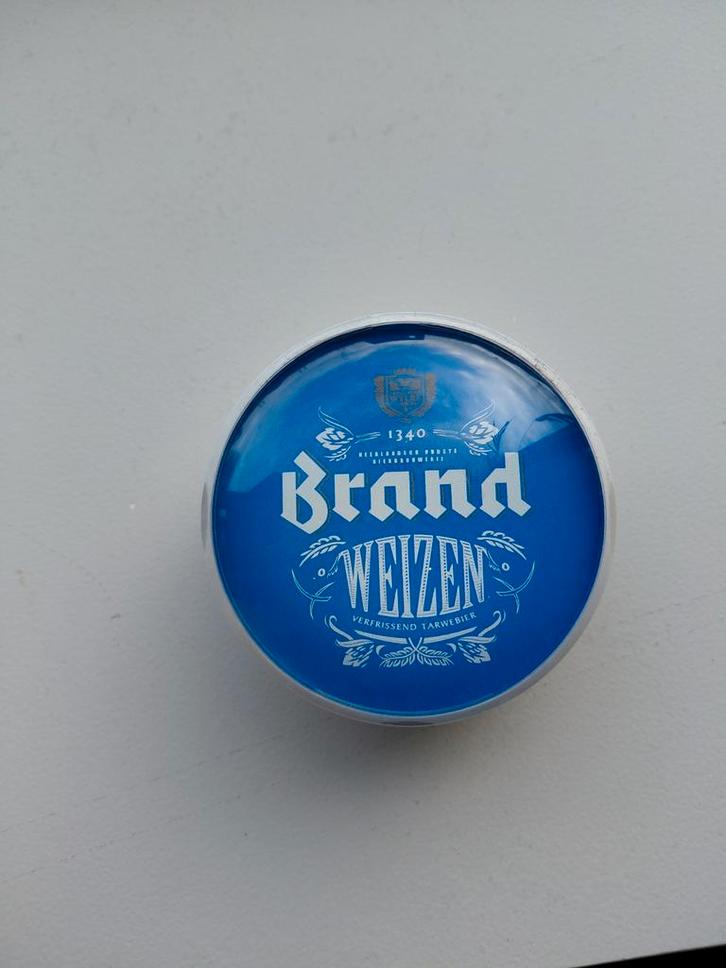 1340
Brand
WEIZEN
VERFRISSEND TARWEBIER